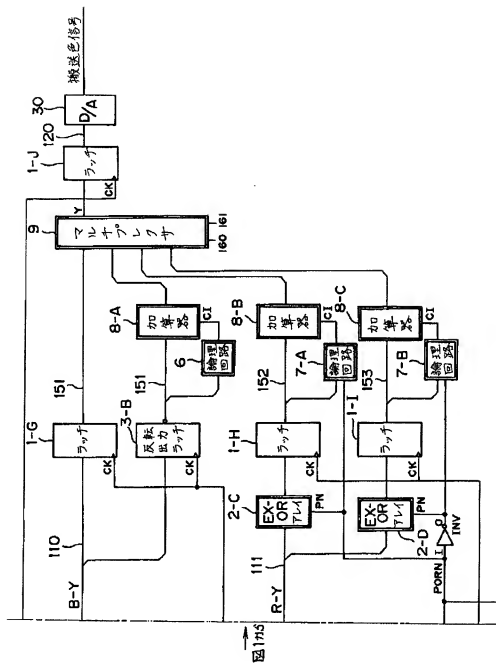 搬送色信号
30
D/A
120
1-J
ラッチ
CK
Y
9
マルチプレクサ
160 161
8-A
加算器
CI
8-B
加算器
CI
8-C
加算器
CI
151
151
6
論理回路
152
7-A
論理回路
153
7-B
論理回路
1-G
ラッチ
CK
3-B
反転出力ラッチ
CK
1-H
ラッチ
CK
1-I
ラッチ
CK
110
B-Y
2-C
EX-OR アレイ
PN
111
R-Y
EX-OR アレイ
PN
2-D
PORN
I
O
INV
図1から